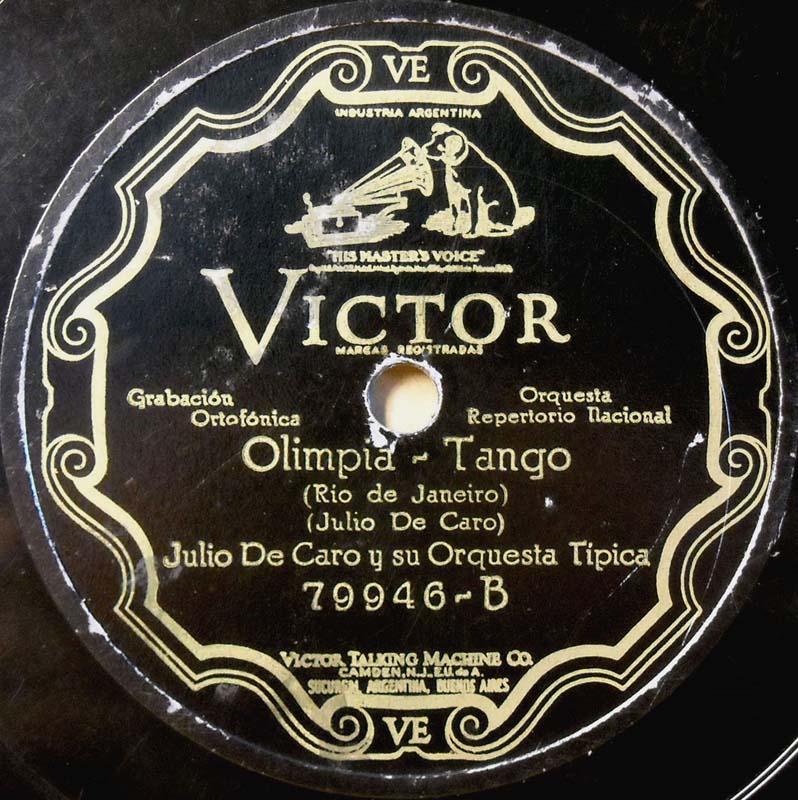 VE
INDUSTRIA ARGENTINA
"HIS MASTER'S VOICE"
VICTOR
MARCAS REGISTRADAS
Grabación Orquesta
Ortofónica Repertorio Nacional
Olimpia - Tango
(Rio de Janeiro)
(Julio De Caro)
Julio De Caro y su Orquesta Típica
79946-B
VICTOR TALKING MACHINE CO.
CAMDEN, N.J., E.U. de A.
SUCURSAL ARGENTINA, BUENOS AIRES
VE